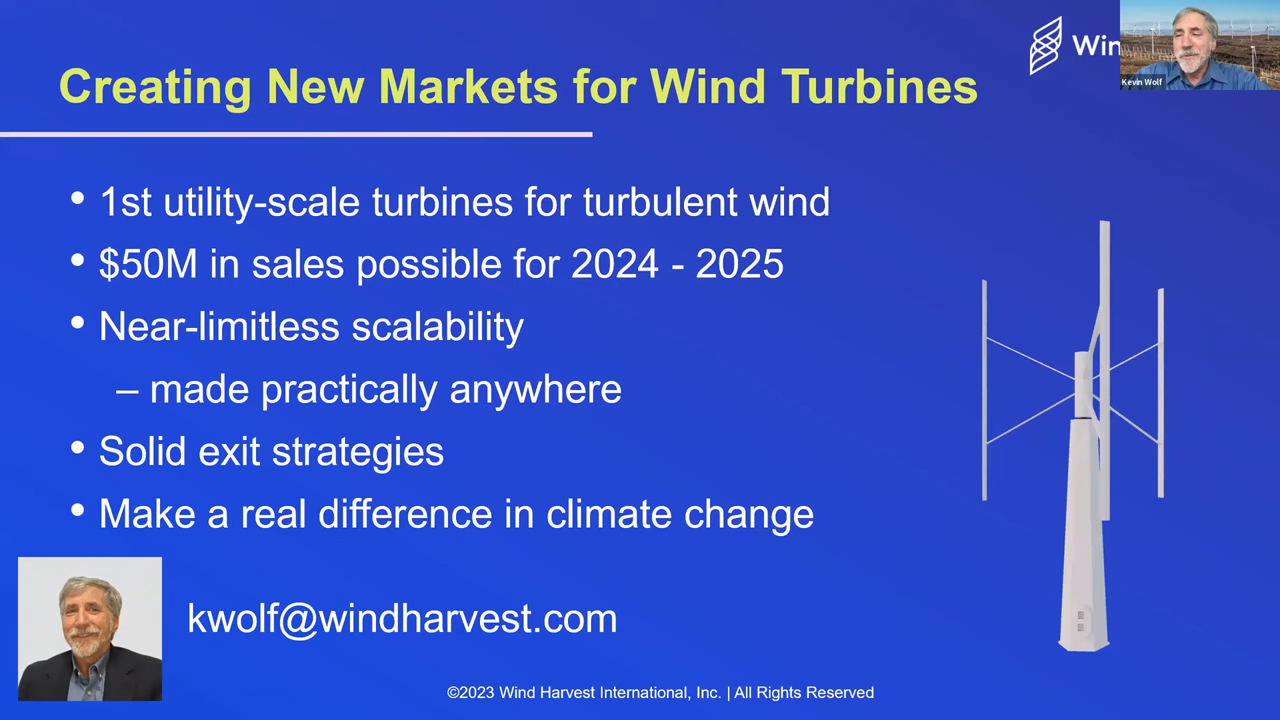 Creating New Markets for Wind Turbines
Win
Kevin Wolf
• 1st utility-scale turbines for turbulent wind
• $50M in sales possible for 2024 - 2025
• Near-limitless scalability
– made practically anywhere
• Solid exit strategies
• Make a real difference in climate change
kwolf@windharvest.com
©2023 Wind Harvest International, Inc. | All Rights Reserved